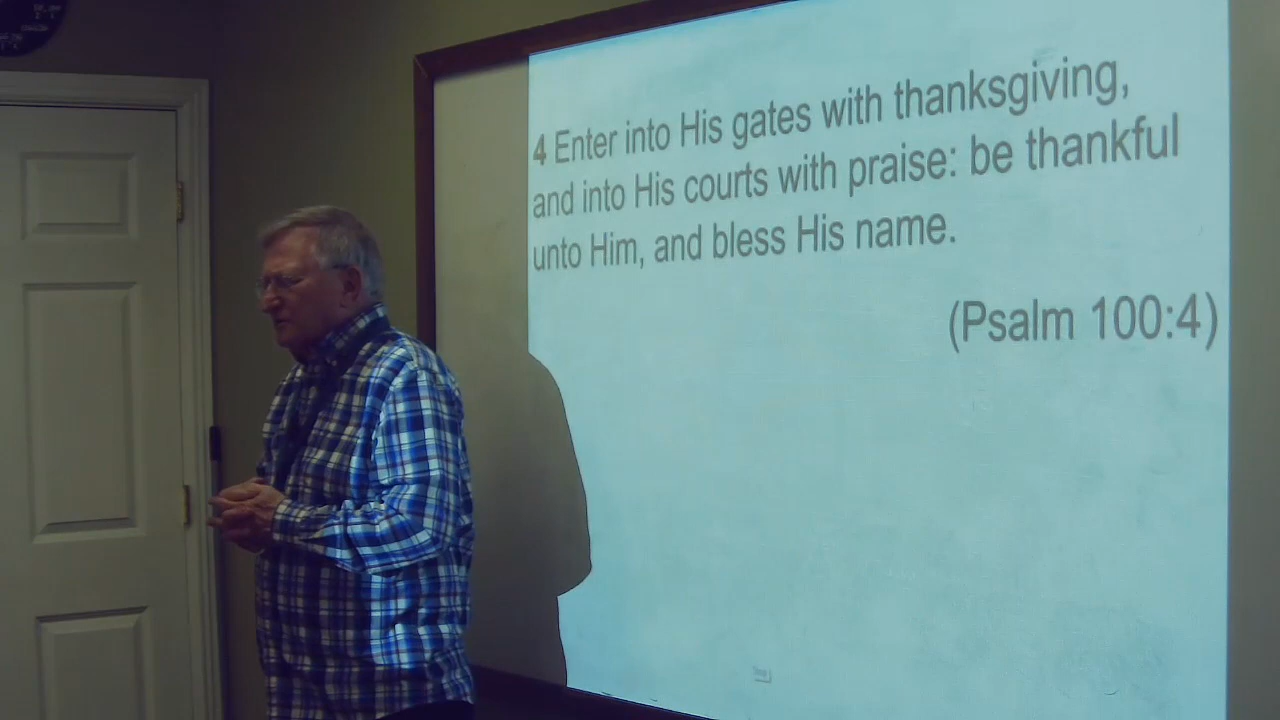 4 Enter into His gates with thanksgiving,
and into His courts with praise: be thankful
unto Him, and bless His name.
(Psalm 100:4)